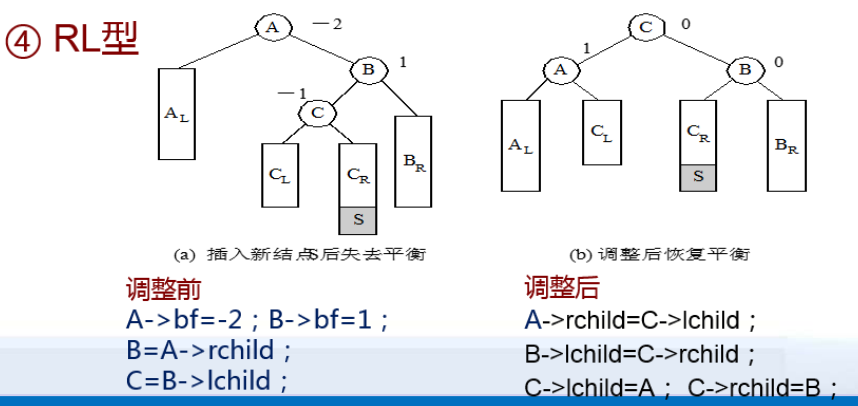 ④ RL型
A —2
B 1
—1
C
A_L
C_L C_R B_R
S
(a) 插入新结点S后失去平衡
C 0
1
A B 0
A_L C_L C_R B_R
S
(b) 调整后恢复平衡
调整前
A->bf=-2；B->bf=1；
B=A->rchild；
C=B->lchild；
调整后
A->rchild=C->lchild；
B->lchild=C->rchild；
C->lchild=A； C->rchild=B；